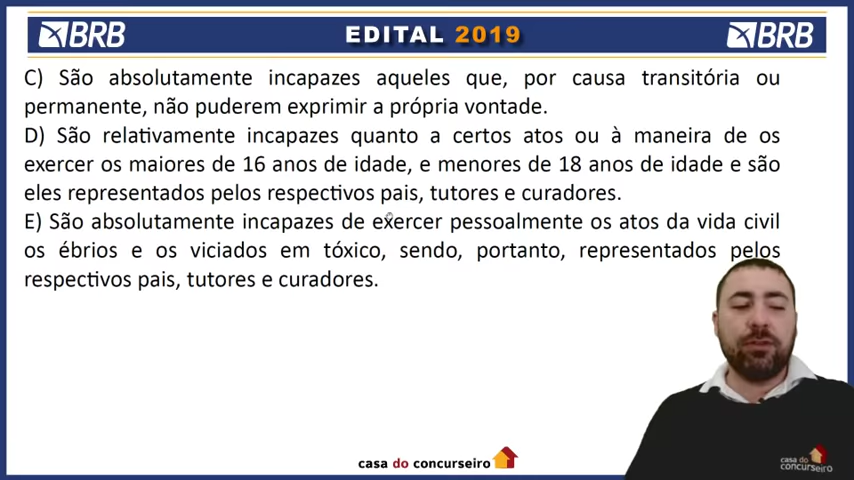 BRB
EDITAL 2019
BRB
C) São absolutamente incapazes aqueles que, por causa transitória ou
permanente, não puderem exprimir a própria vontade.
D) São relativamente incapazes quanto a certos atos ou à maneira de os
exercer os maiores de 16 anos de idade, e menores de 18 anos de idade e são
eles representados pelos respectivos pais, tutores e curadores.
E) São absolutamente incapazes de exercer pessoalmente os atos da vida civil
os ébrios e os viciados em tóxico, sendo, portanto, representados pelos
respectivos pais, tutores e curadores.
casa do concurseiro
casa do
concurseiro